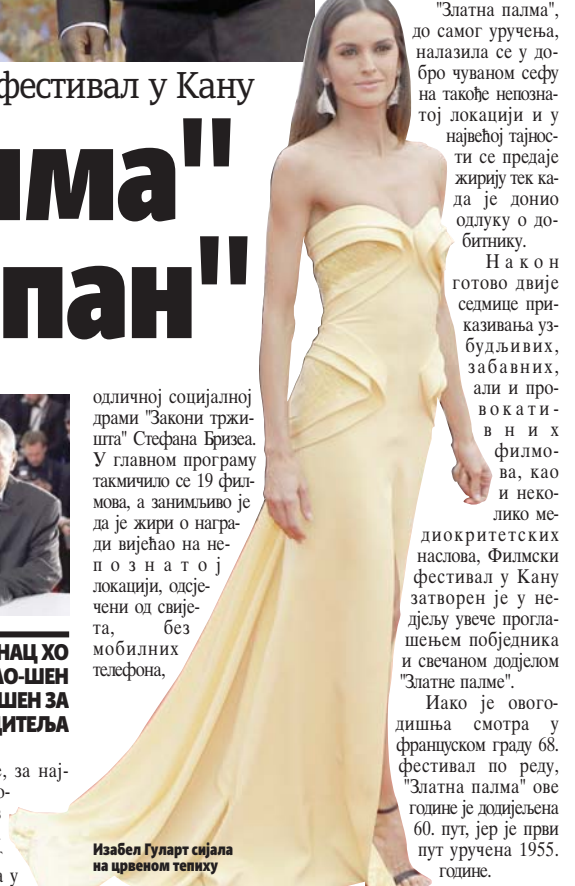 фестивал у Кану
пан"
одличној социјалној
драми "Закони тржи-
шта" Стефана Бризеа.
У главном програму
такмичило се 19 фил-
мова, а занимљиво је
да је жири о награ-
ди вијећао на не-
познатој
локацији, одсје-
чени од свије-
та, без
мобилних
телефона,
НАЦ ХО
АО-ШЕН
ШЕН ЗА
ДИТЕЉА
е, за нај-
Изабел Гуларт сијала
на црвеном тепиху
"Златна палма",
до самог уручења,
налазила се у до-
бро чуваном сефу
на такође непозна-
тој локацији и у
највећој тајнос-
ти се предаје
жирију тек ка-
да је донио
одлуку о до-
битнику.
Након
готово двије
седмице при-
казивања уз-
будљивих,
забавних,
али и про-
вокати-
вних
филмо-
ва, као
и неко-
лико ме-
диокритетских
наслова, Филмски
фестивал у Кану
затворен је у не-
дјељу увече прогла-
шењем побједника
и свечаном додјелом
"Златне палме".
Иако је ового-
дишња смотра у
француском граду 68.
фестивал по реду,
"Златна палма" ове
године је додијељена
60. пут, јер је први
пут уручена 1955.
године.